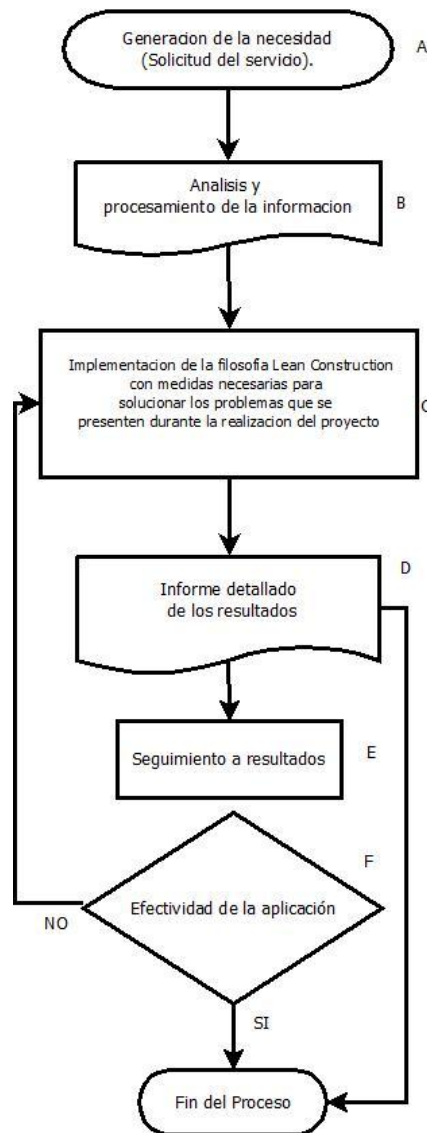 Generacion de la necesidad
(Solicitud del servicio).
A
Analisis y
procesamiento de la informacion
B
Implementacion de la filosofia Lean Construction
con medidas necesarias para
solucionar los problemas que se
presenten durante la realizacion del proyecto
C
D
Informe detallado
de los resultados
Seguimiento a resultados
E
F
Efectividad de la aplicación
NO
SI
Fin del Proceso